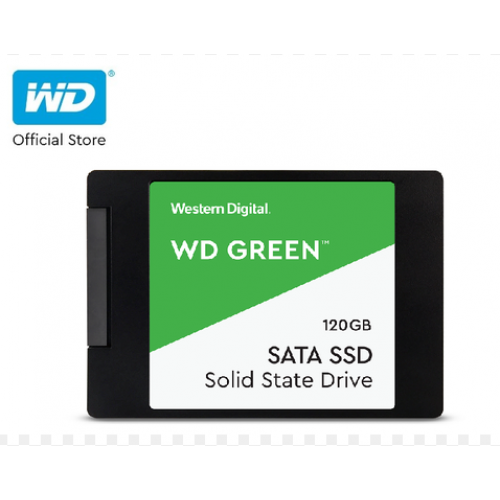 WD®
Official Store
Western Digital.
WD GREEN™
120GB
SATA SSD
Solid State Drive